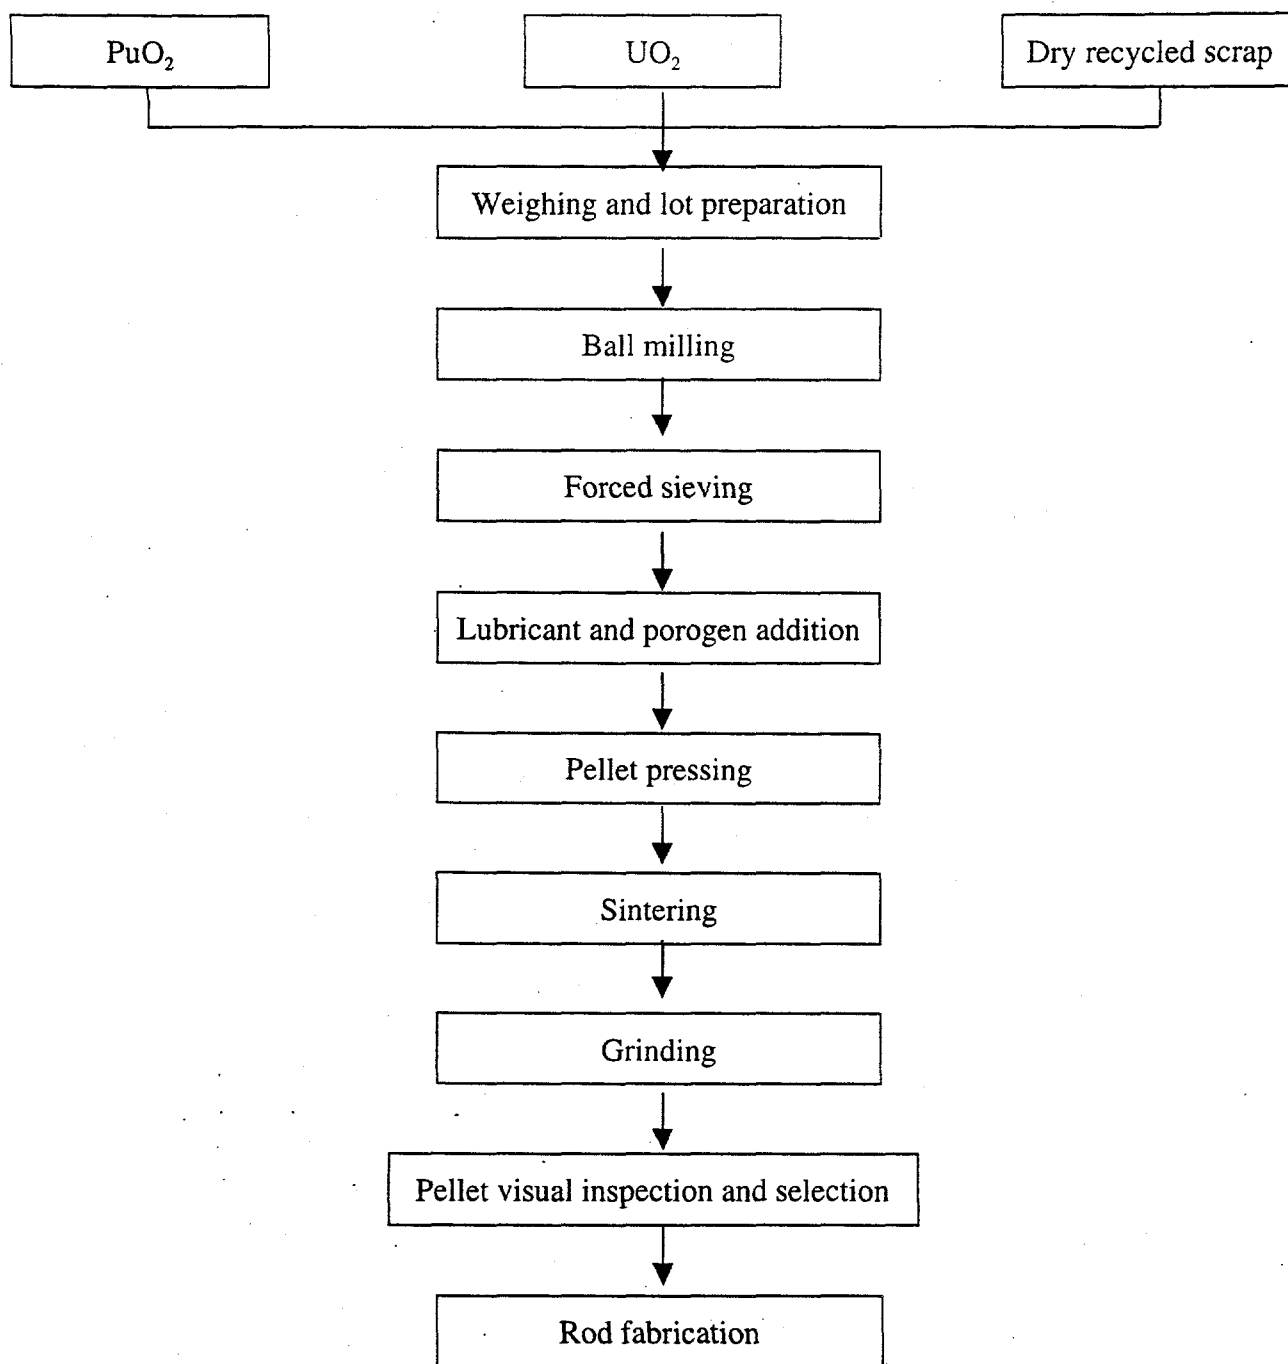 PuO₂
UO₂
Dry recycled scrap
Weighing and lot preparation
Ball milling
Forced sieving
Lubricant and porogen addition
Pellet pressing
Sintering
Grinding
Pellet visual inspection and selection
Rod fabrication